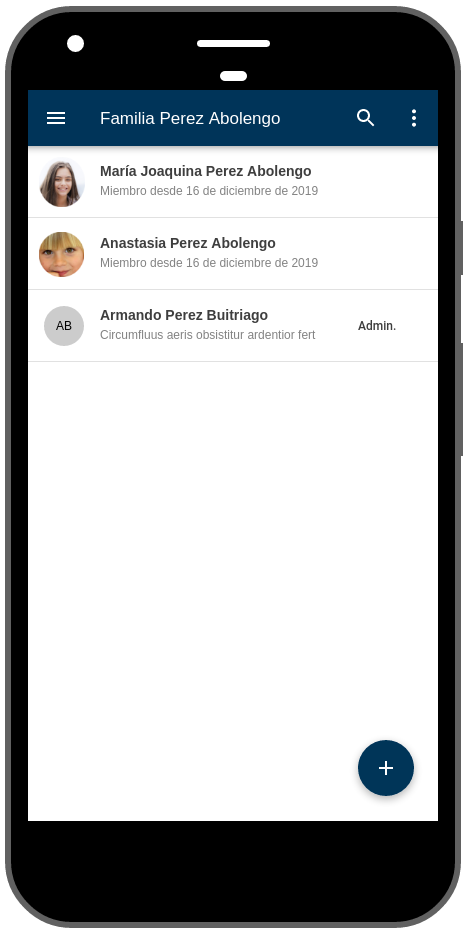 Familia Perez Abolengo
María Joaquina Perez Abolengo
Miembro desde 16 de diciembre de 2019
Anastasia Perez Abolengo
Miembro desde 16 de diciembre de 2019
AB
Armando Perez Buitriago
Circumfluus aeris obsistitur ardentior fert
Admin.